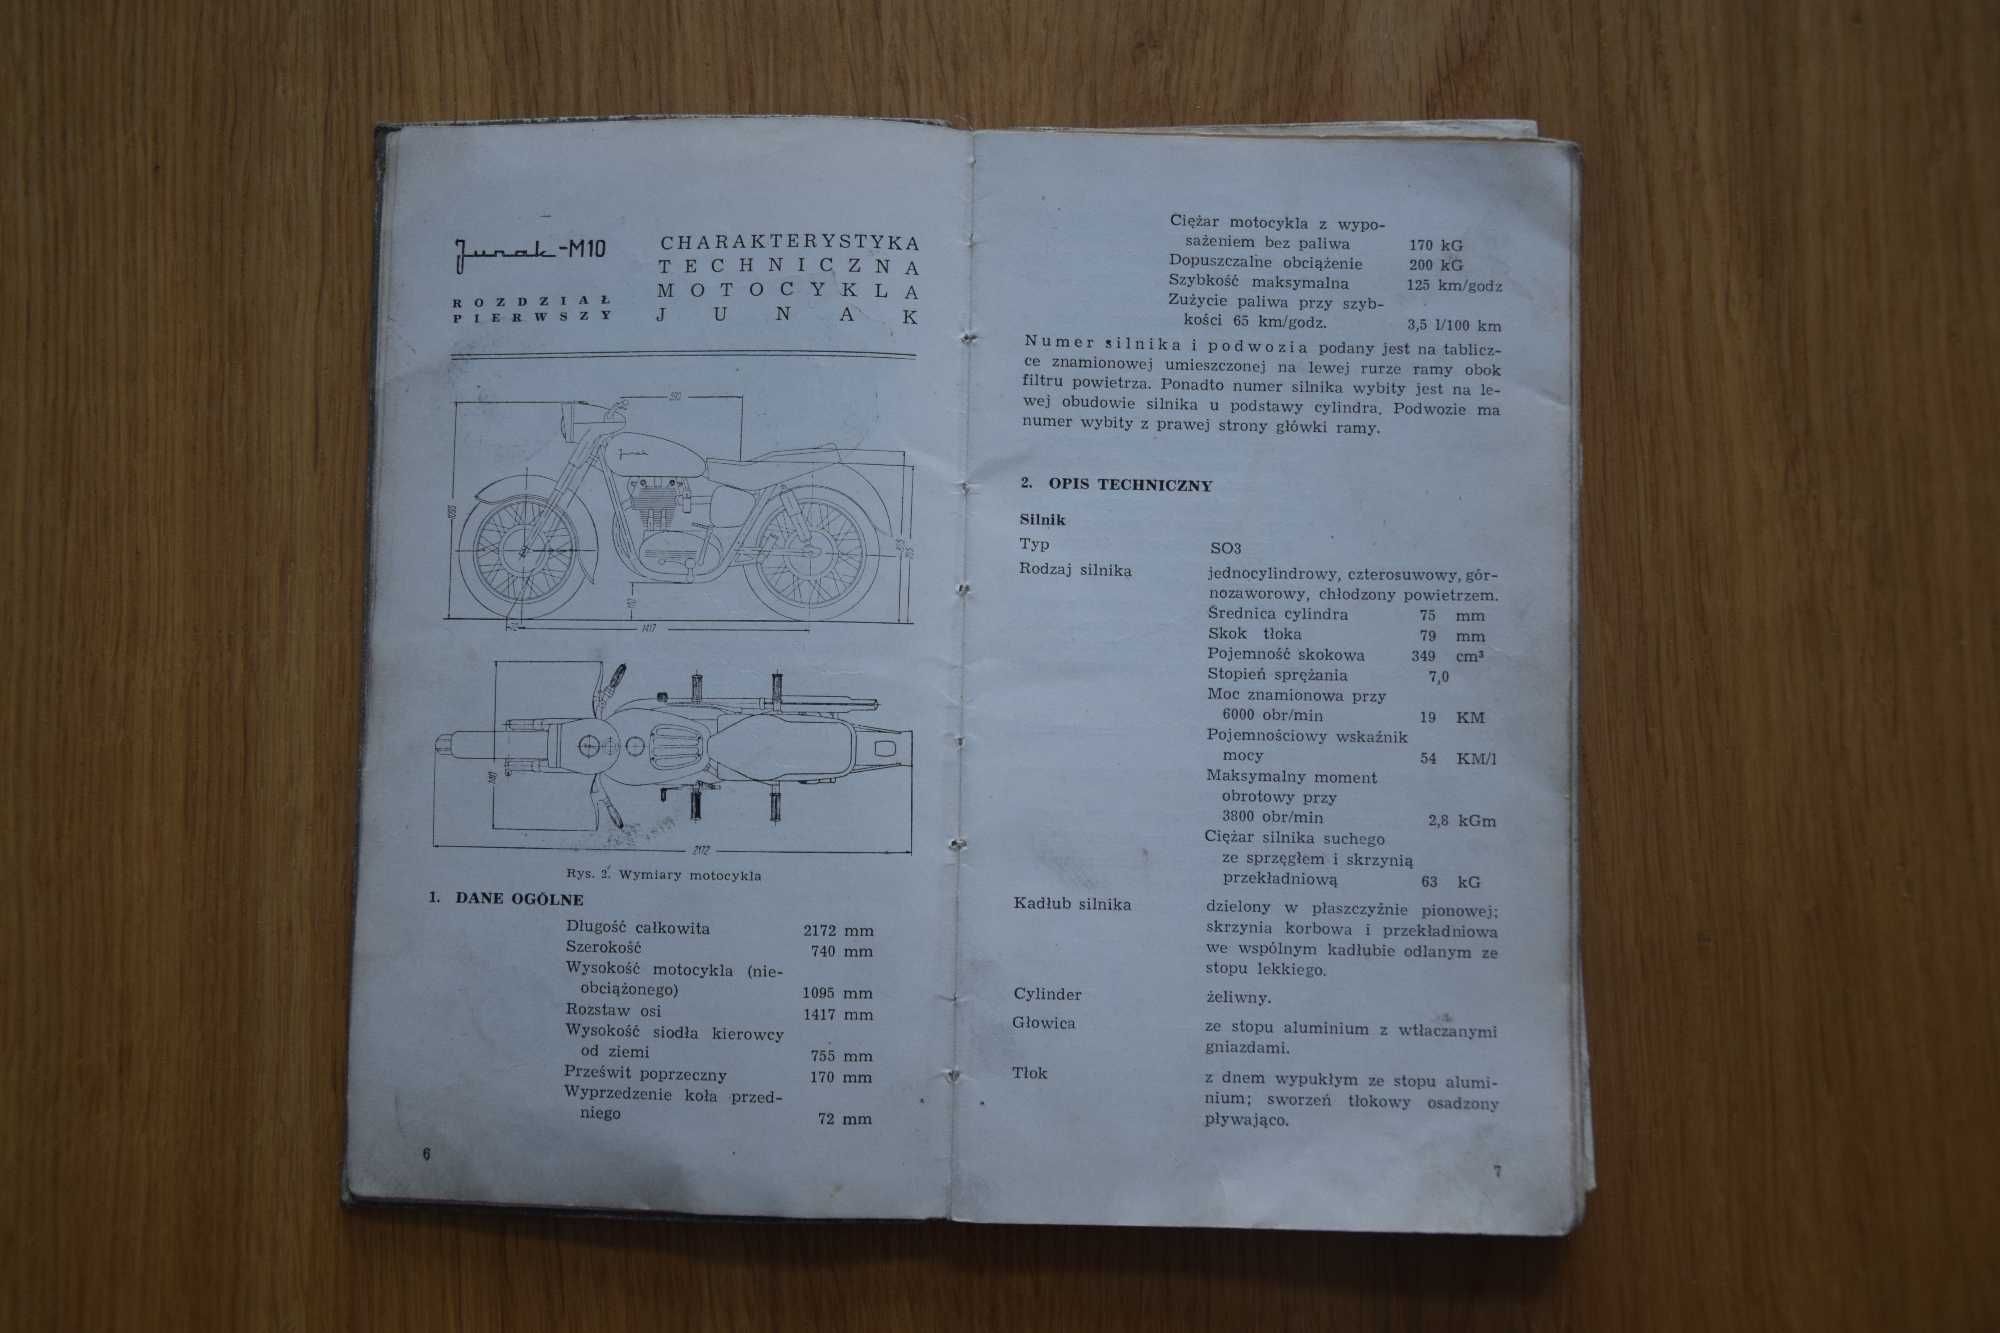 Junak-M10
ROZDZIAŁ
PIERWSZY
CHARAKTERYSTYKA
TECHNICZNA
MOTOCYKLA
JUNAK
Junak
1417
2172
Rys. 2. Wymiary motocykla
1. DANE OGÓLNE
Długość całkowita 2172 mm
Szerokość 740 mm
Wysokość motocykla (nie-
obciążonego) 1095 mm
Rozstaw osi 1417 mm
Wysokość siodła kierowcy
od ziemi 755 mm
Prześwit poprzeczny 170 mm
Wyprzedzenie koła przed-
niego 72 mm
6
Ciężar motocykla z wypo-
sażeniem bez paliwa 170 kG
Dopuszczalne obciążenie 200 kG
Szybkość maksymalna 125 km/godz
Zużycie paliwa przy szyb-
kości 65 km/godz. 3,5 l/100 km
Numer silnika i podwozia podany jest na tablicz-
ce znamionowej umieszczonej na lewej rurze ramy obok
filtru powietrza. Ponadto numer silnika wybity jest na le-
wej obudowie silnika u podstawy cylindra. Podwozie ma
numer wybity z prawej strony główki ramy.
2. OPIS TECHNICZNY
Silnik
Typ SO3
Rodzaj silnika jednocylindrowy, czterosuwowy, gór-
nozaworowy, chłodzony powietrzem.
Średnica cylindra 75 mm
Skok tłoka 79 mm
Pojemność skokowa 349 cm³
Stopień sprężania 7,0
Moc znamionowa przy
6000 obr/min 19 KM
Pojemnościowy wskaźnik
mocy 54 KM/l
Maksymalny moment
obrotowy przy
3800 obr/min 2,8 kGm
Ciężar silnika suchego
ze sprzęgłem i skrzynią
przekładniową 63 kG
Kadłub silnika dzielony w płaszczyźnie pionowej;
skrzynia korbowa i przekładniowa
we wspólnym kadłubie odlanym ze
stopu lekkiego.
Cylinder żeliwny.
Głowica ze stopu aluminium z wtłaczanymi
gniazdami.
Tłok z dnem wypukłym ze stopu alumi-
nium; sworzeń tłokowy osadzony
pływająco.
7